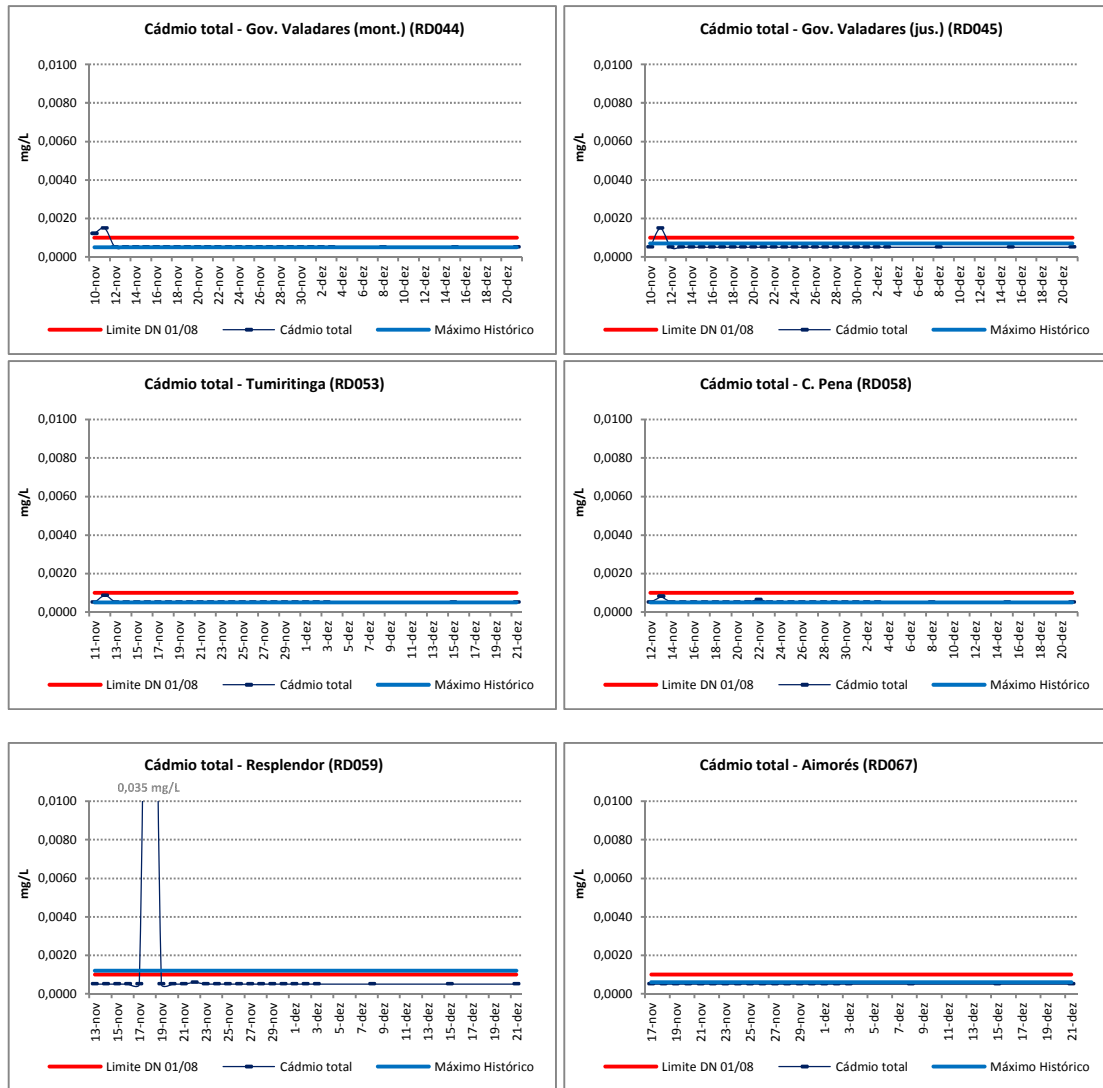 Cádmio total - Gov. Valadares (mont.) (RD044)
0,0100
0,0080
0,0060
0,0040
0,0020
0,0000
mg/L
10-nov 12-nov 14-nov 16-nov 18-nov 20-nov 22-nov 24-nov 26-nov 28-nov 30-nov 2-dez 4-dez 6-dez 8-dez 10-dez 12-dez 14-dez 16-dez 18-dez 20-dez
Limite DN 01/08 Cádmio total Máximo Histórico
Cádmio total - Gov. Valadares (jus.) (RD045)
0,0100
0,0080
0,0060
0,0040
0,0020
0,0000
mg/L
10-nov 12-nov 14-nov 16-nov 18-nov 20-nov 22-nov 24-nov 26-nov 28-nov 30-nov 2-dez 4-dez 6-dez 8-dez 10-dez 12-dez 14-dez 16-dez 18-dez 20-dez
Limite DN 01/08 Cádmio total Máximo Histórico
Cádmio total - Tumiritinga (RD053)
0,0100
0,0080
0,0060
0,0040
0,0020
0,0000
mg/L
11-nov 13-nov 15-nov 17-nov 19-nov 21-nov 23-nov 25-nov 27-nov 29-nov 1-dez 3-dez 5-dez 7-dez 9-dez 11-dez 13-dez 15-dez 17-dez 19-dez 21-dez
Limite DN 01/08 Cádmio total Máximo Histórico
Cádmio total - C. Pena (RD058)
0,0100
0,0080
0,0060
0,0040
0,0020
0,0000
mg/L
12-nov 14-nov 16-nov 18-nov 20-nov 22-nov 24-nov 26-nov 28-nov 30-nov 2-dez 4-dez 6-dez 8-dez 10-dez 12-dez 14-dez 16-dez 18-dez 20-dez
Limite DN 01/08 Cádmio total Máximo Histórico
Cádmio total - Resplendor (RD059)
0,035 mg/L
0,0100
0,0080
0,0060
0,0040
0,0020
0,0000
mg/L
13-nov 15-nov 17-nov 19-nov 21-nov 23-nov 25-nov 27-nov 29-nov 1-dez 3-dez 5-dez 7-dez 9-dez 11-dez 13-dez 15-dez 17-dez 19-dez 21-dez
Limite DN 01/08 Cádmio total Máximo Histórico
Cádmio total - Aimorés (RD067)
0,0100
0,0080
0,0060
0,0040
0,0020
0,0000
mg/L
17-nov 19-nov 21-nov 23-nov 25-nov 27-nov 29-nov 1-dez 3-dez 5-dez 7-dez 9-dez 11-dez 13-dez 15-dez 17-dez 19-dez 21-dez
Limite DN 01/08 Cádmio total Máximo Histórico